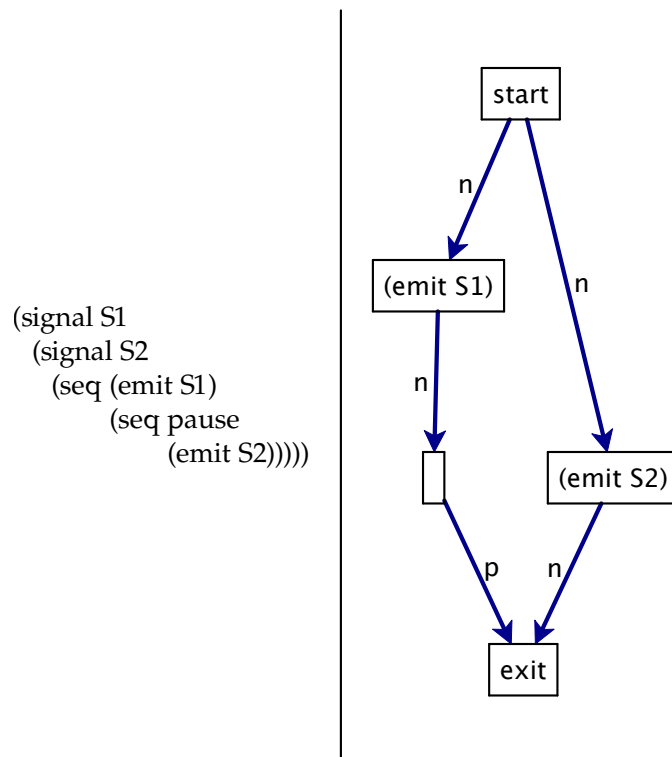 (signal S1
(signal S2
(seq (emit S1)
(seq pause
(emit S2)))))
start
n
n
(emit S1)
n
(emit S2)
p
n
exit